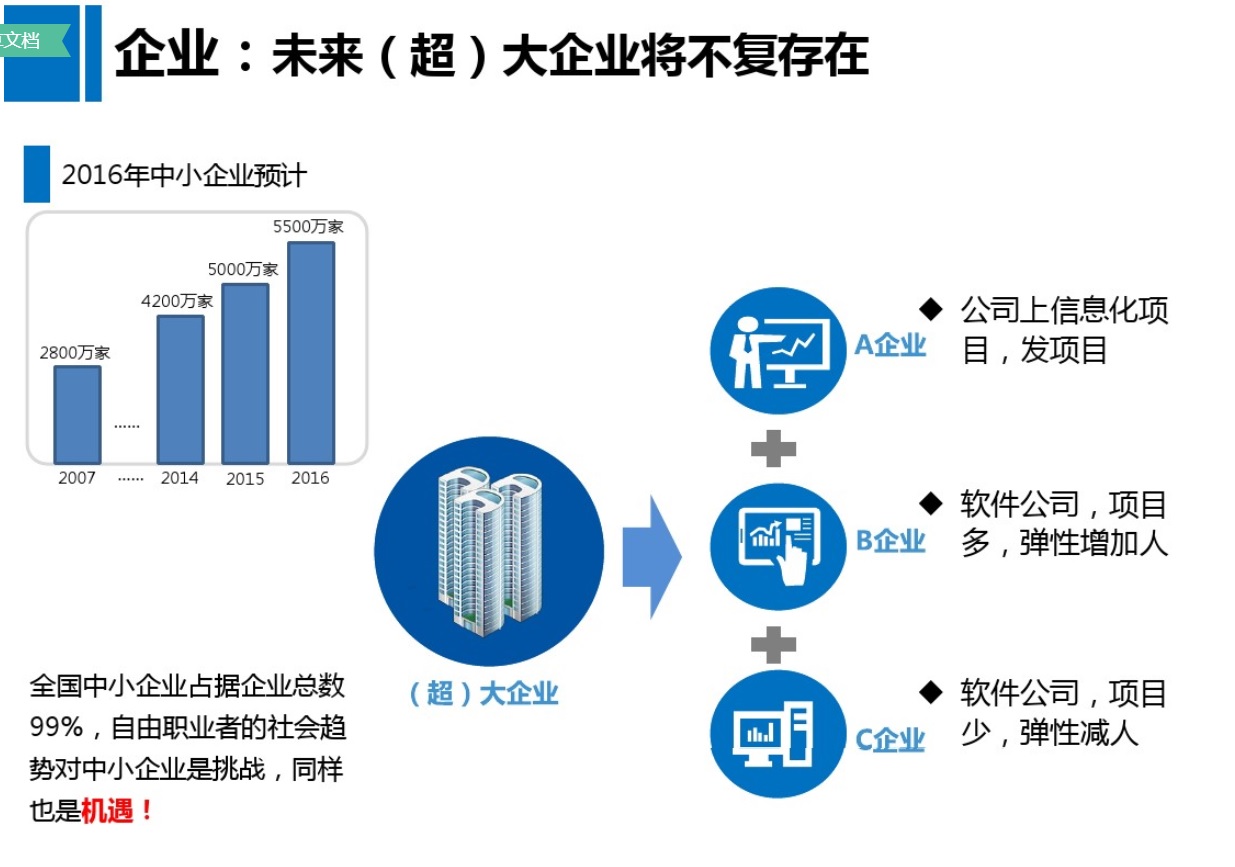 文档
企业：未来（超）大企业将不复存在
2016年中小企业预计
5500万家
5000万家
4200万家
2800万家
......
2007
......
2014
2015
2016
（超）大企业
A企业
◆ 公司上信息化项
目，发项目
B企业
◆ 软件公司，项目
多，弹性增加人
C企业
◆ 软件公司，项目
少，弹性减人
全国中小企业占据企业总数
99%，自由职业者的社会趋
势对中小企业是挑战，同样
也是机遇！